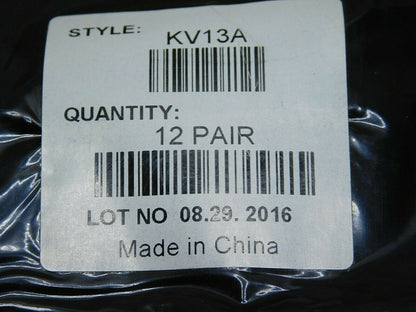 STYLE: KV13A
QUANTITY:
12 PAIR
LOT NO 08.29. 2016
Made in China